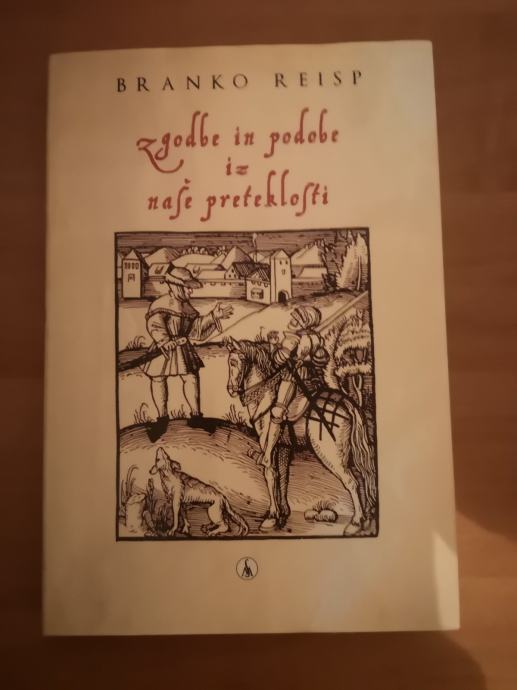 BRANKO REISP
zgodbe in podobe
iz
naše preteklosti